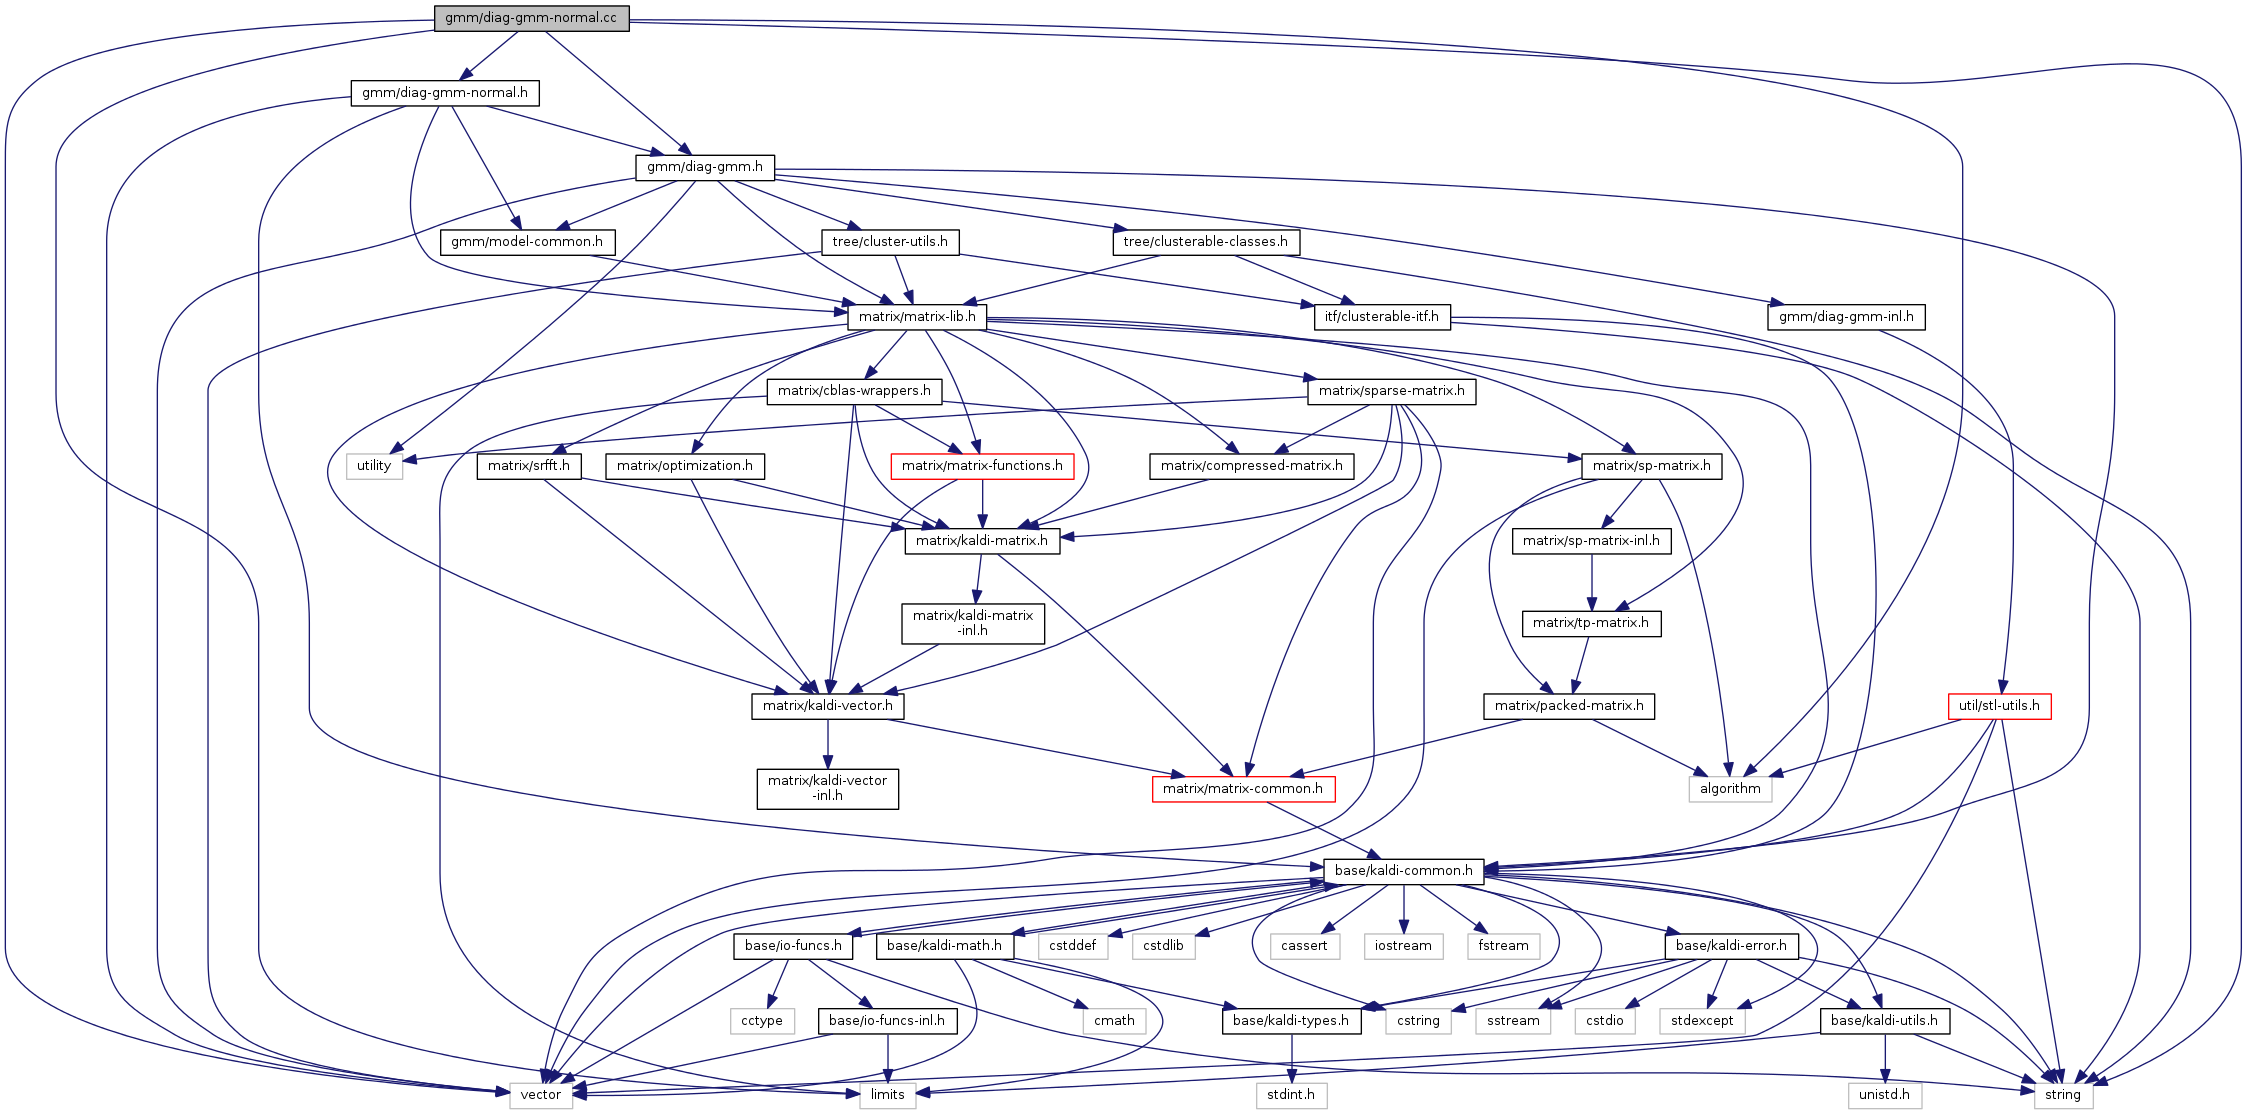 gmm/diag-gmm-normal.cc
gmm/diag-gmm-normal.h
gmm/diag-gmm.h
gmm/model-common.h
tree/cluster-utils.h
tree/clusterable-classes.h
matrix/matrix-lib.h
itf/clusterable-itf.h
gmm/diag-gmm-inl.h
matrix/cblas-wrappers.h
matrix/sparse-matrix.h
utility
matrix/srfft.h
matrix/optimization.h
matrix/matrix-functions.h
matrix/compressed-matrix.h
matrix/sp-matrix.h
matrix/kaldi-matrix.h
matrix/sp-matrix-inl.h
matrix/kaldi-matrix
-inl.h
matrix/tp-matrix.h
matrix/kaldi-vector.h
matrix/packed-matrix.h
util/stl-utils.h
matrix/kaldi-vector
-inl.h
matrix/matrix-common.h
algorithm
base/kaldi-common.h
base/io-funcs.h
base/kaldi-math.h
cstddef
cstdlib
cassert
iostream
fstream
base/kaldi-error.h
cctype
base/io-funcs-inl.h
cmath
base/kaldi-types.h
cstring
sstream
cstdio
stdexcept
base/kaldi-utils.h
vector
limits
stdint.h
unistd.h
string